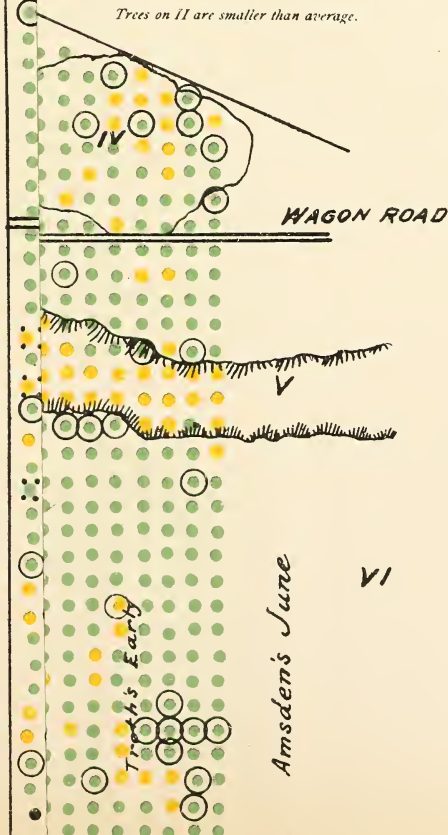 Trees on II are smaller than average.
IV
WAGON ROAD
V
VI
Troth's Early
Amsden's June